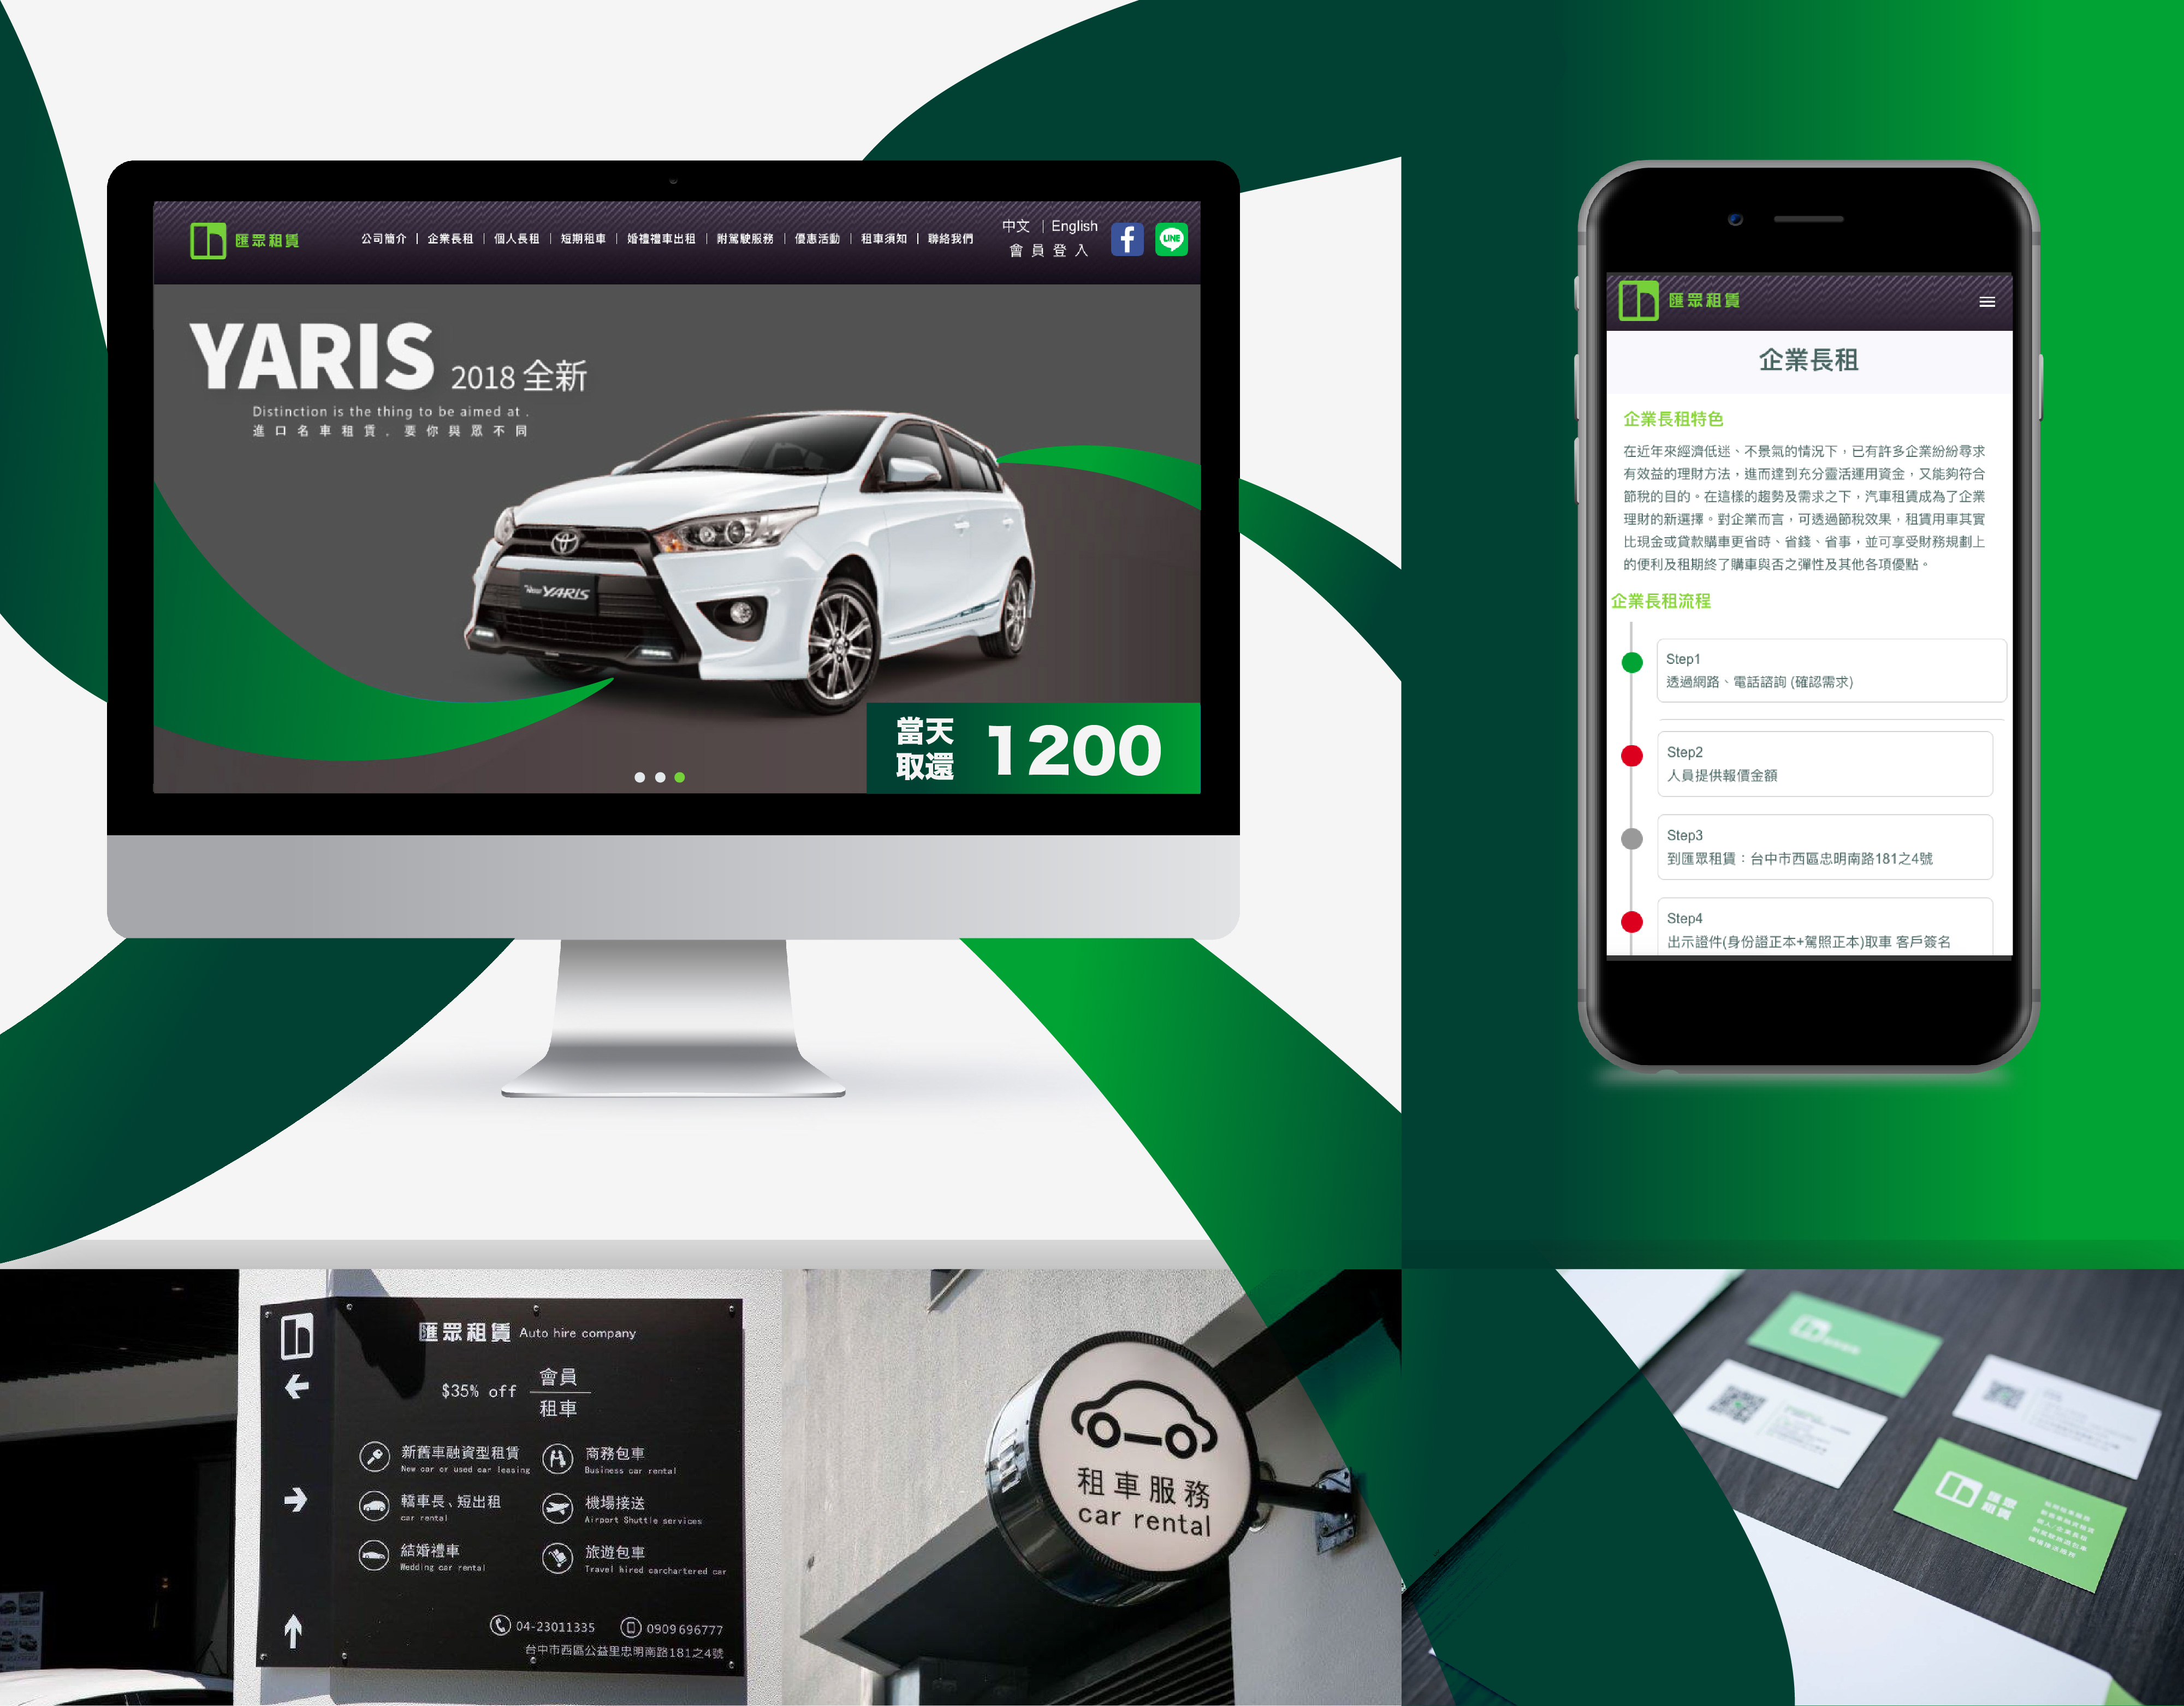 匯眾租賃
公司簡介 | 企業長租 | 個人長租 | 短期租車 | 婚禮禮車出租 | 附駕駛服務 | 優惠活動 | 租車須知 | 聯絡我們
中文 | English
會員登入
LINE
YARIS 2018 全新
Distinction is the thing to be aimed at .
進口名車租賃．要你與眾不同
New YARIS
當天
取還 1200
匯眾租賃
企業長租
企業長租特色
在近年來經濟低迷、不景氣的情況下，已有許多企業紛紛尋求
有效益的理財方法，進而達到充分靈活運用資金，又能夠符合
節稅的目的。在這樣的趨勢及需求之下，汽車租賃成為了企業
理財的新選擇。對企業而言，可透過節稅效果，租賃用車其實
比現金或貸款購車更省時、省錢、省事，並可享受財務規劃上
的便利及租期終了購車與否之彈性及其他各項優點。
企業長租流程
Step1
透過網路、電話諮詢 (確認需求)
Step2
人員提供報價金額
Step3
到匯眾租賃：台中市西區忠明南路181之4號
Step4
出示證件(身份證正本+駕照正本)取車 客戶簽名
匯眾租賃 Auto hire company
$35% off 會員
租車
新舊車融資型租賃
New car or used car leasing
商務包車
Business car rental
轎車長、短出租
car rental
機場接送
Airport Shuttle services
結婚禮車
Wedding car rental
旅遊包車
Travel hired carchartered car
04-23011335 0909696777
台中市西區公益里忠明南路181之4號
租車服務
car rental
匯眾
租賃